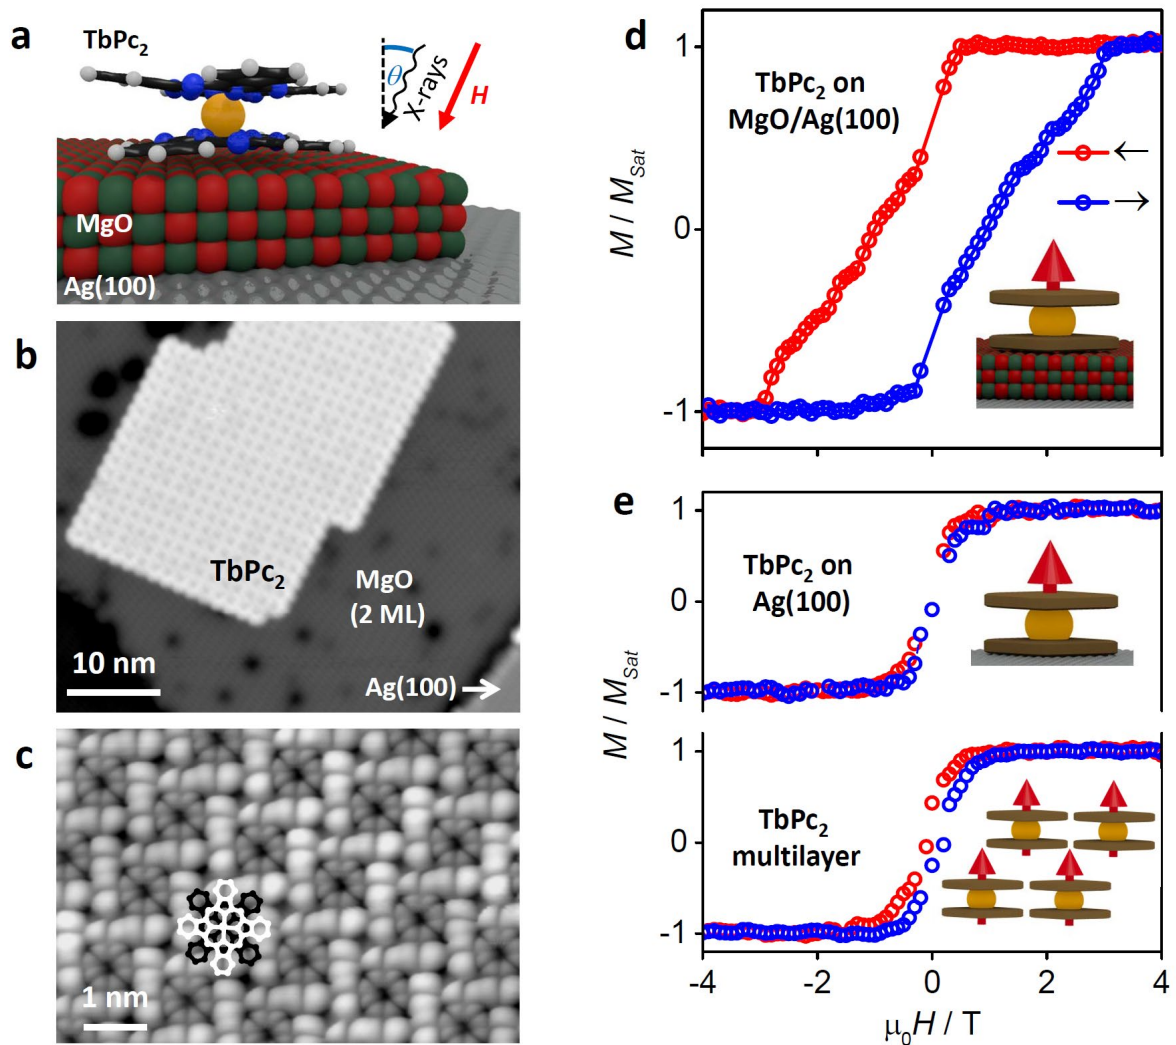 a
TbPc₂
θ
X-rays
H
MgO
Ag(100)
b
TbPc₂
MgO
(2 ML)
10 nm
Ag(100)→
c
1 nm
d
TbPc₂ on
MgO/Ag(100)
←
→
M / M_Sat
1
0
-1
e
TbPc₂ on
Ag(100)
1
0
-1
M / M_Sat
TbPc₂
multilayer
1
0
-1
-4 -2 0 2 4
μ₀H / T